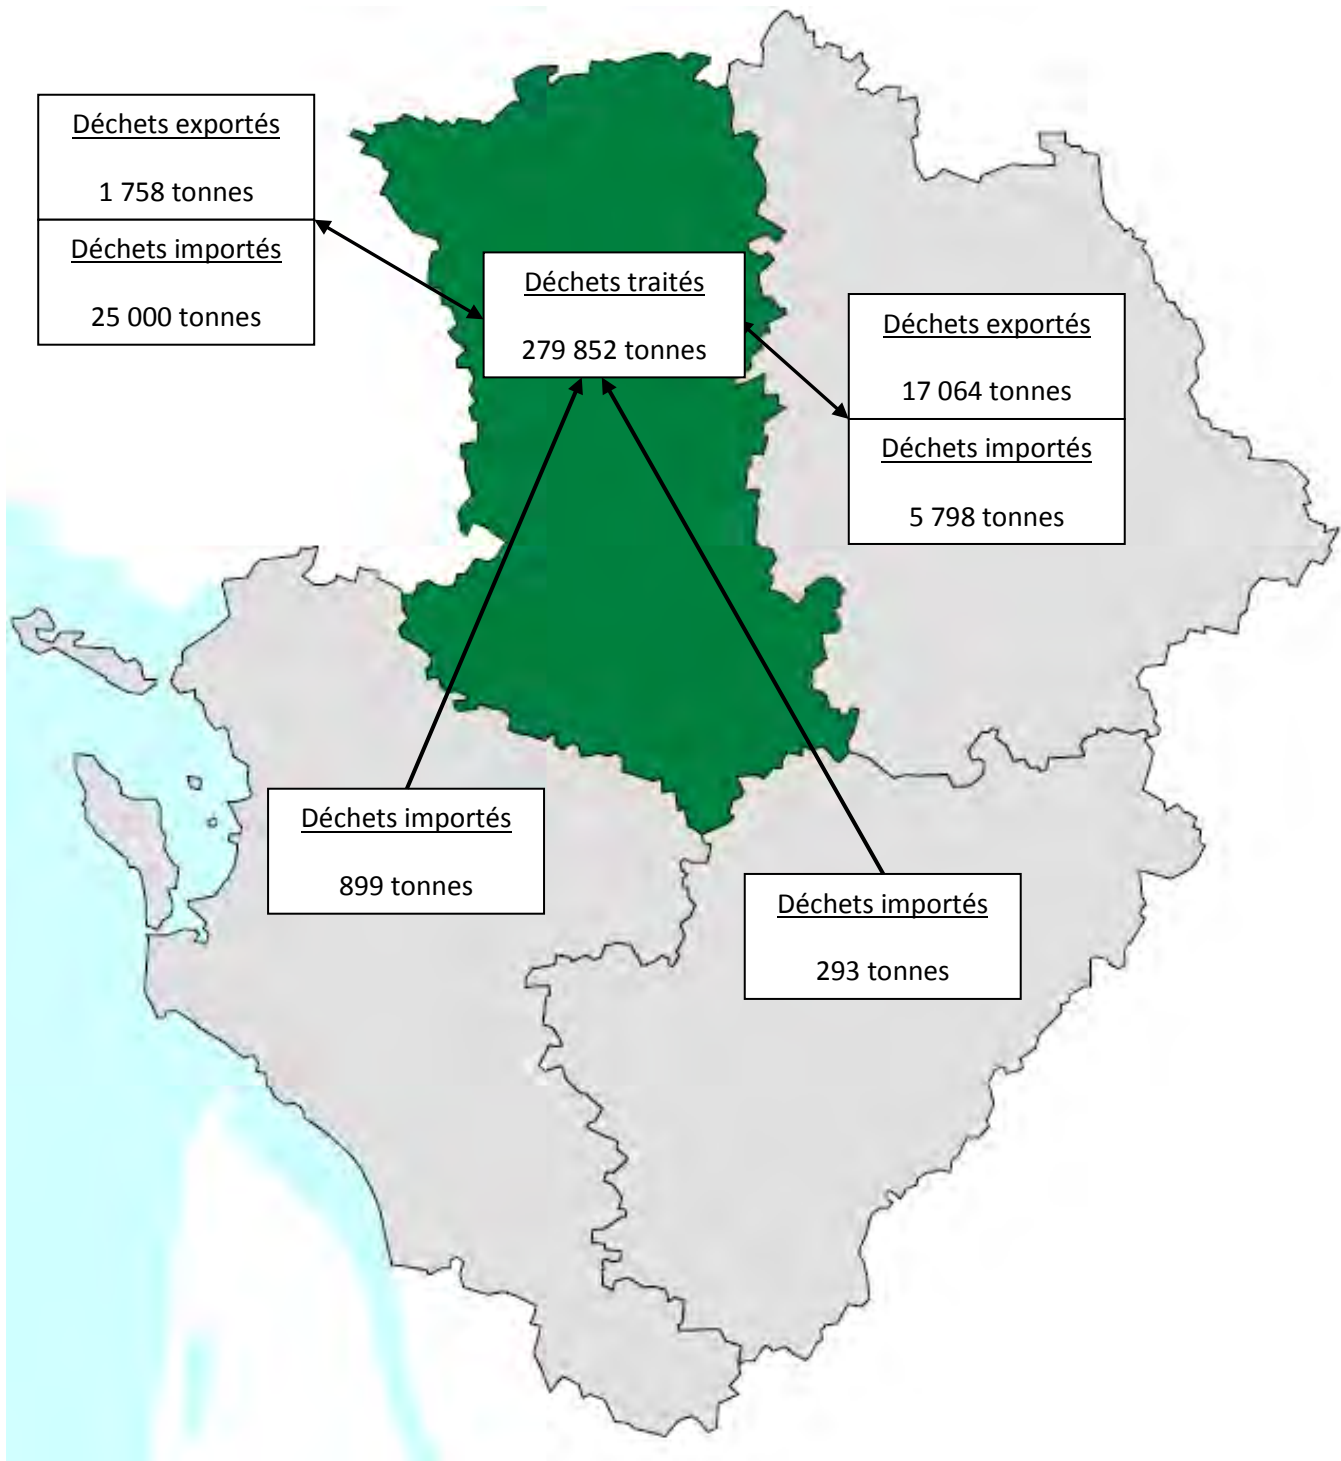 Déchets exportés
1 758 tonnes
Déchets importés
25 000 tonnes
Déchets traités
279 852 tonnes
Déchets exportés
17 064 tonnes
Déchets importés
5 798 tonnes
Déchets importés
899 tonnes
Déchets importés
293 tonnes